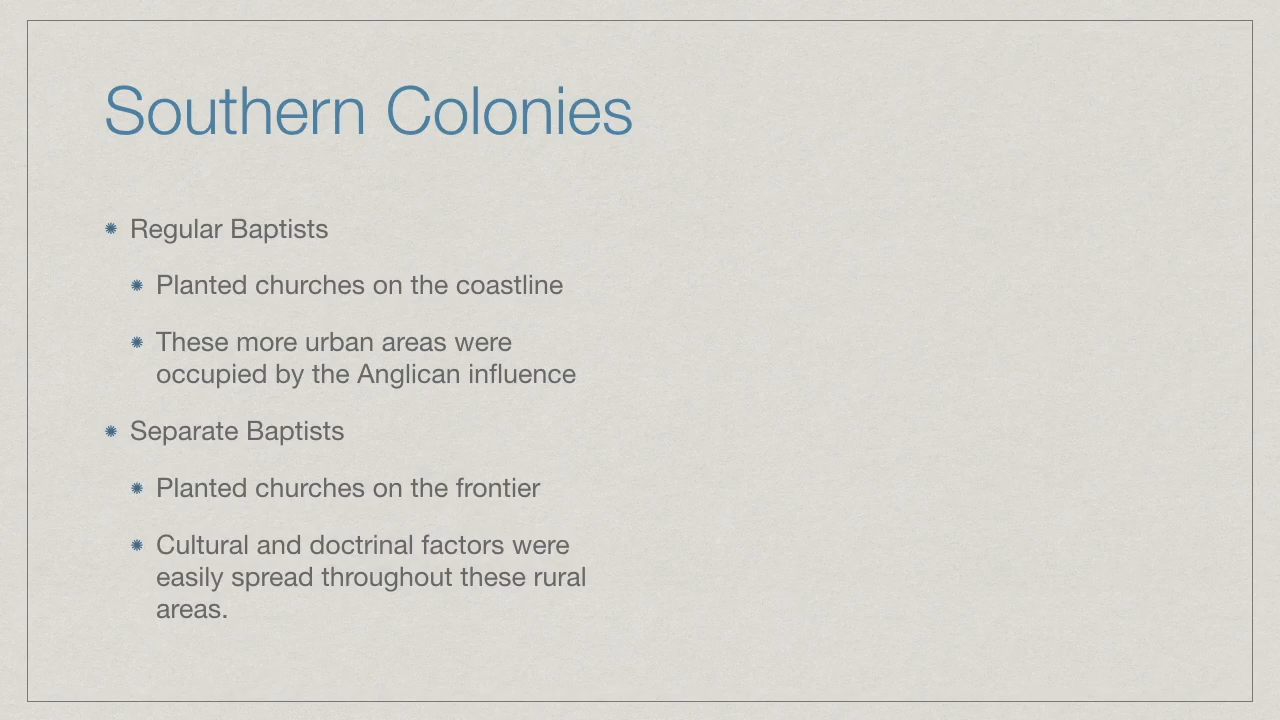 Southern Colonies
Regular Baptists
Planted churches on the coastline
These more urban areas were
occupied by the Anglican influence
Separate Baptists
Planted churches on the frontier
Cultural and doctrinal factors were
easily spread throughout these rural
areas.